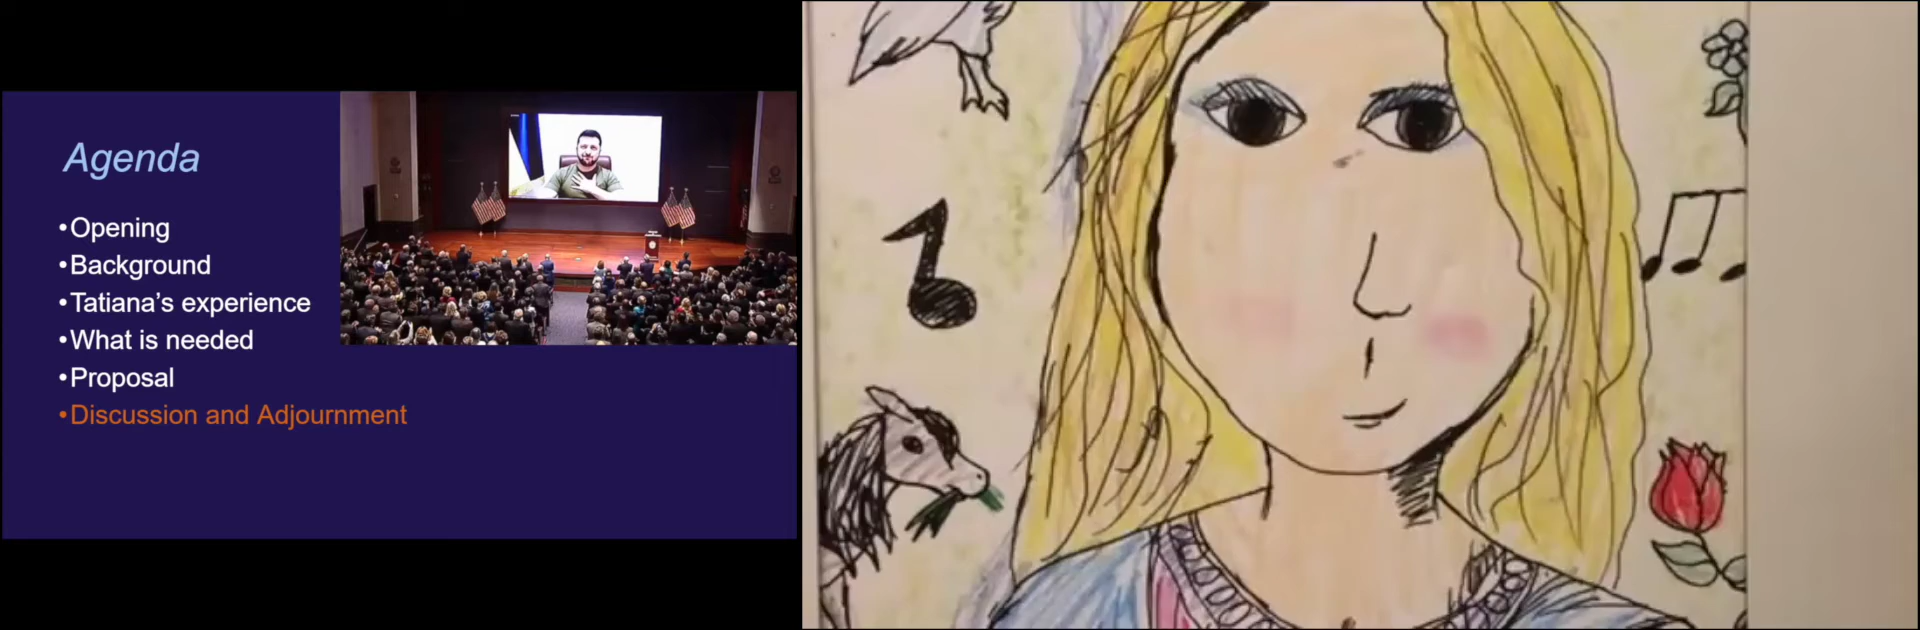 Agenda
•Opening
•Background
•Tatiana’s experience
•What is needed
•Proposal
•Discussion and Adjournment